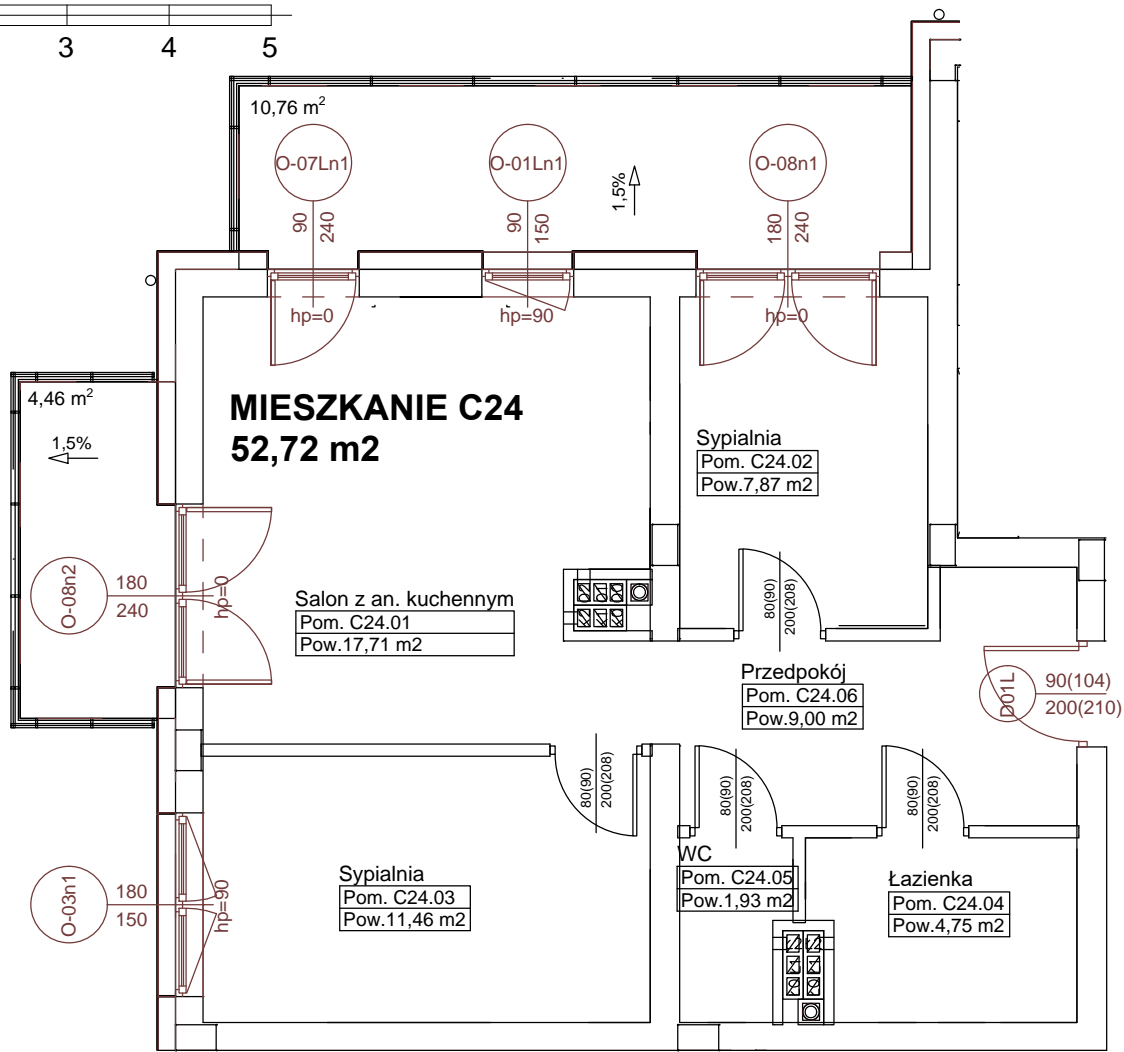 3 4 5
10,76 m²
O-07Ln1
90
240
hp=0
O-01Ln1
90
150
hp=90
1,5%
O-08n1
180
240
hp=0
4,46 m²
1,5%
MIESZKANIE C24
52,72 m2
Sypialnia
Pom. C24.02
Pow.7,87 m2
O-08n2
180
240
hp=0
Salon z an. kuchennym
Pom. C24.01
Pow.17,71 m2
80(90)
200(208)
Przedpokój
Pom. C24.06
Pow.9,00 m2
D01L
90(104)
200(210)
80(90)
200(208)
80(90)
200(208)
80(90)
200(208)
O-03n1
180
150
hp=90
Sypialnia
Pom. C24.03
Pow.11,46 m2
WC
Pom. C24.05
Pow.1,93 m2
Łazienka
Pom. C24.04
Pow.4,75 m2